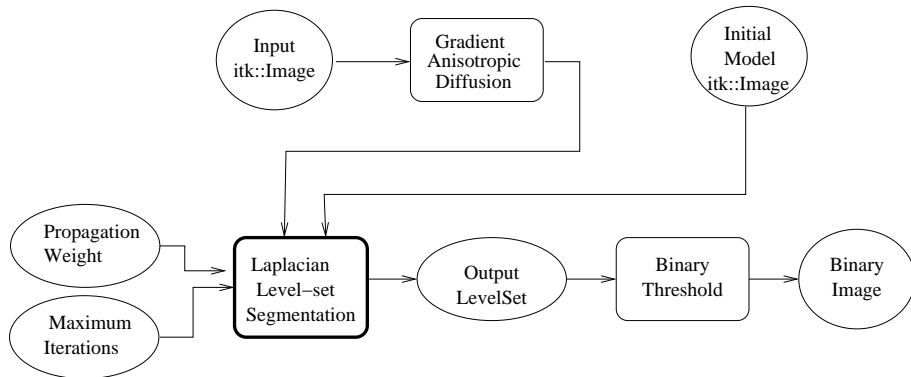 Input
itk::Image
Gradient
Anisotropic
Diffusion
Initial
Model
itk::Image
Propagation
Weight
Maximum
Iterations
Laplacian
Level−set
Segmentation
Output
LevelSet
Binary
Threshold
Binary
Image